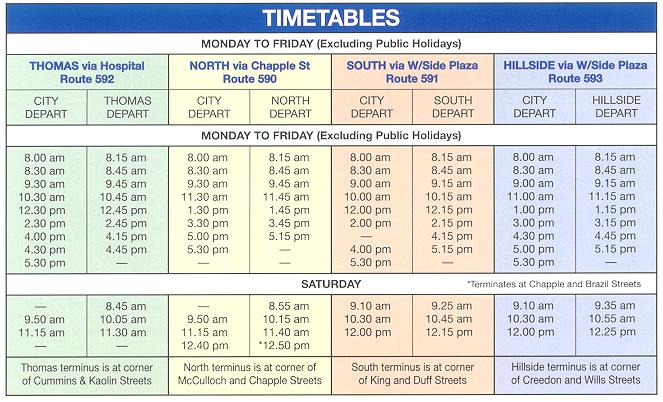 TIMETABLES
MONDAY TO FRIDAY (Excluding Public Holidays)
THOMAS via Hospital NORTH via Chapple St SOUTH via W/Side Plaza HILLSIDE via W/Side Plaza
Route 592 Route 590 Route 591 Route 593
CITY THOMAS CITY NORTH CITY SOUTH CITY HILLSIDE
DEPART DEPART DEPART DEPART DEPART DEPART DEPART DEPART
MONDAY TO FRIDAY (Excluding Public Holidays)
8.00 am 8.15 am 8.00 am 8.15 am 8.00 am 8.15 am 8.00 am 8.15 am
8.30 am 8.45 am 8.30 am 8.45 am 8.30 am 8.45 am 8.30 am 8.45 am
9.30 am 9.45 am 9.30 am 9.45 am 9.00 am 9.15 am 9.00 am 9.15 am
10.30 am 10.45 am 11.30 am 11.45 am 10.00 am 10.15 am 11.00 am 11.15 am
12.30 pm 12.45 pm 1.30 pm 1.45 pm 12.00 pm 12.15 pm 1.00 pm 1.15 pm
2.30 pm 2.45 pm 3.30 pm 3.45 pm 2.00 pm 2.15 pm 3.00 pm 3.15 pm
4.00 pm 4.15 pm 5.00 pm 5.15 pm — 4.15 pm 4.30 pm 4.45 pm
4.30 pm 4.45 pm 5.30 pm — 4.00 pm 5.15 pm 5.00 pm 5.15 pm
5.30 pm — — — 5.30 pm — 5.30 pm —
SATURDAY *Terminates at Chapple and Brazil Streets
— 8.45 am — 8.55 am 9.10 am 9.25 am 9.10 am 9.35 am
9.50 am 10.05 am 9.50 am 10.15 am 10.30 am 10.45 am 10.30 am 10.55 am
11.15 am 11.30 am 11.15 am 11.40 am 12.00 pm 12.15 pm 12.00 pm 12.25 pm
— — 12.40 pm *12.50 pm
Thomas terminus is at corner North terminus is at corner of South terminus is at corner Hillside terminus is at corner
of Cummins & Kaolin Streets McCulloch and Chapple Streets of King and Duff Streets of Creedon and Wills Streets